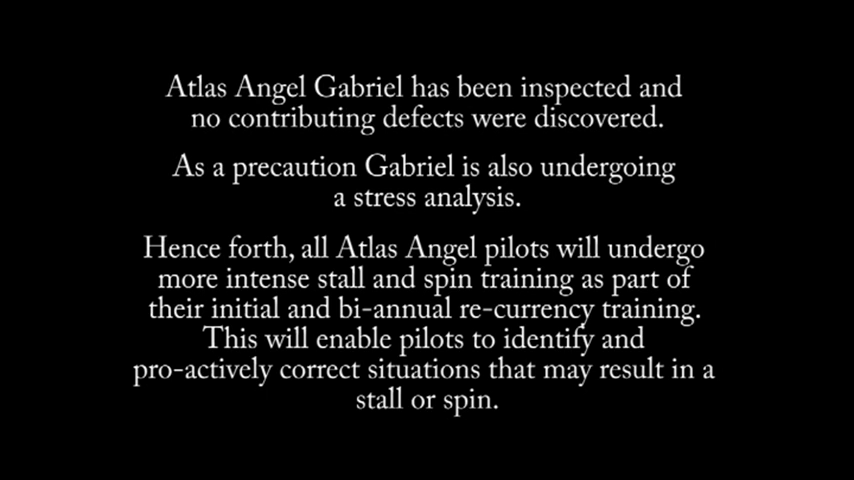 Atlas Angel Gabriel has been inspected and
no contributing defects were discovered.
As a precaution Gabriel is also undergoing
a stress analysis.
Hence forth, all Atlas Angel pilots will undergo
more intense stall and spin training as part of
their initial and bi-annual re-currency training.
This will enable pilots to identify and
pro-actively correct situations that may result in a
stall or spin.